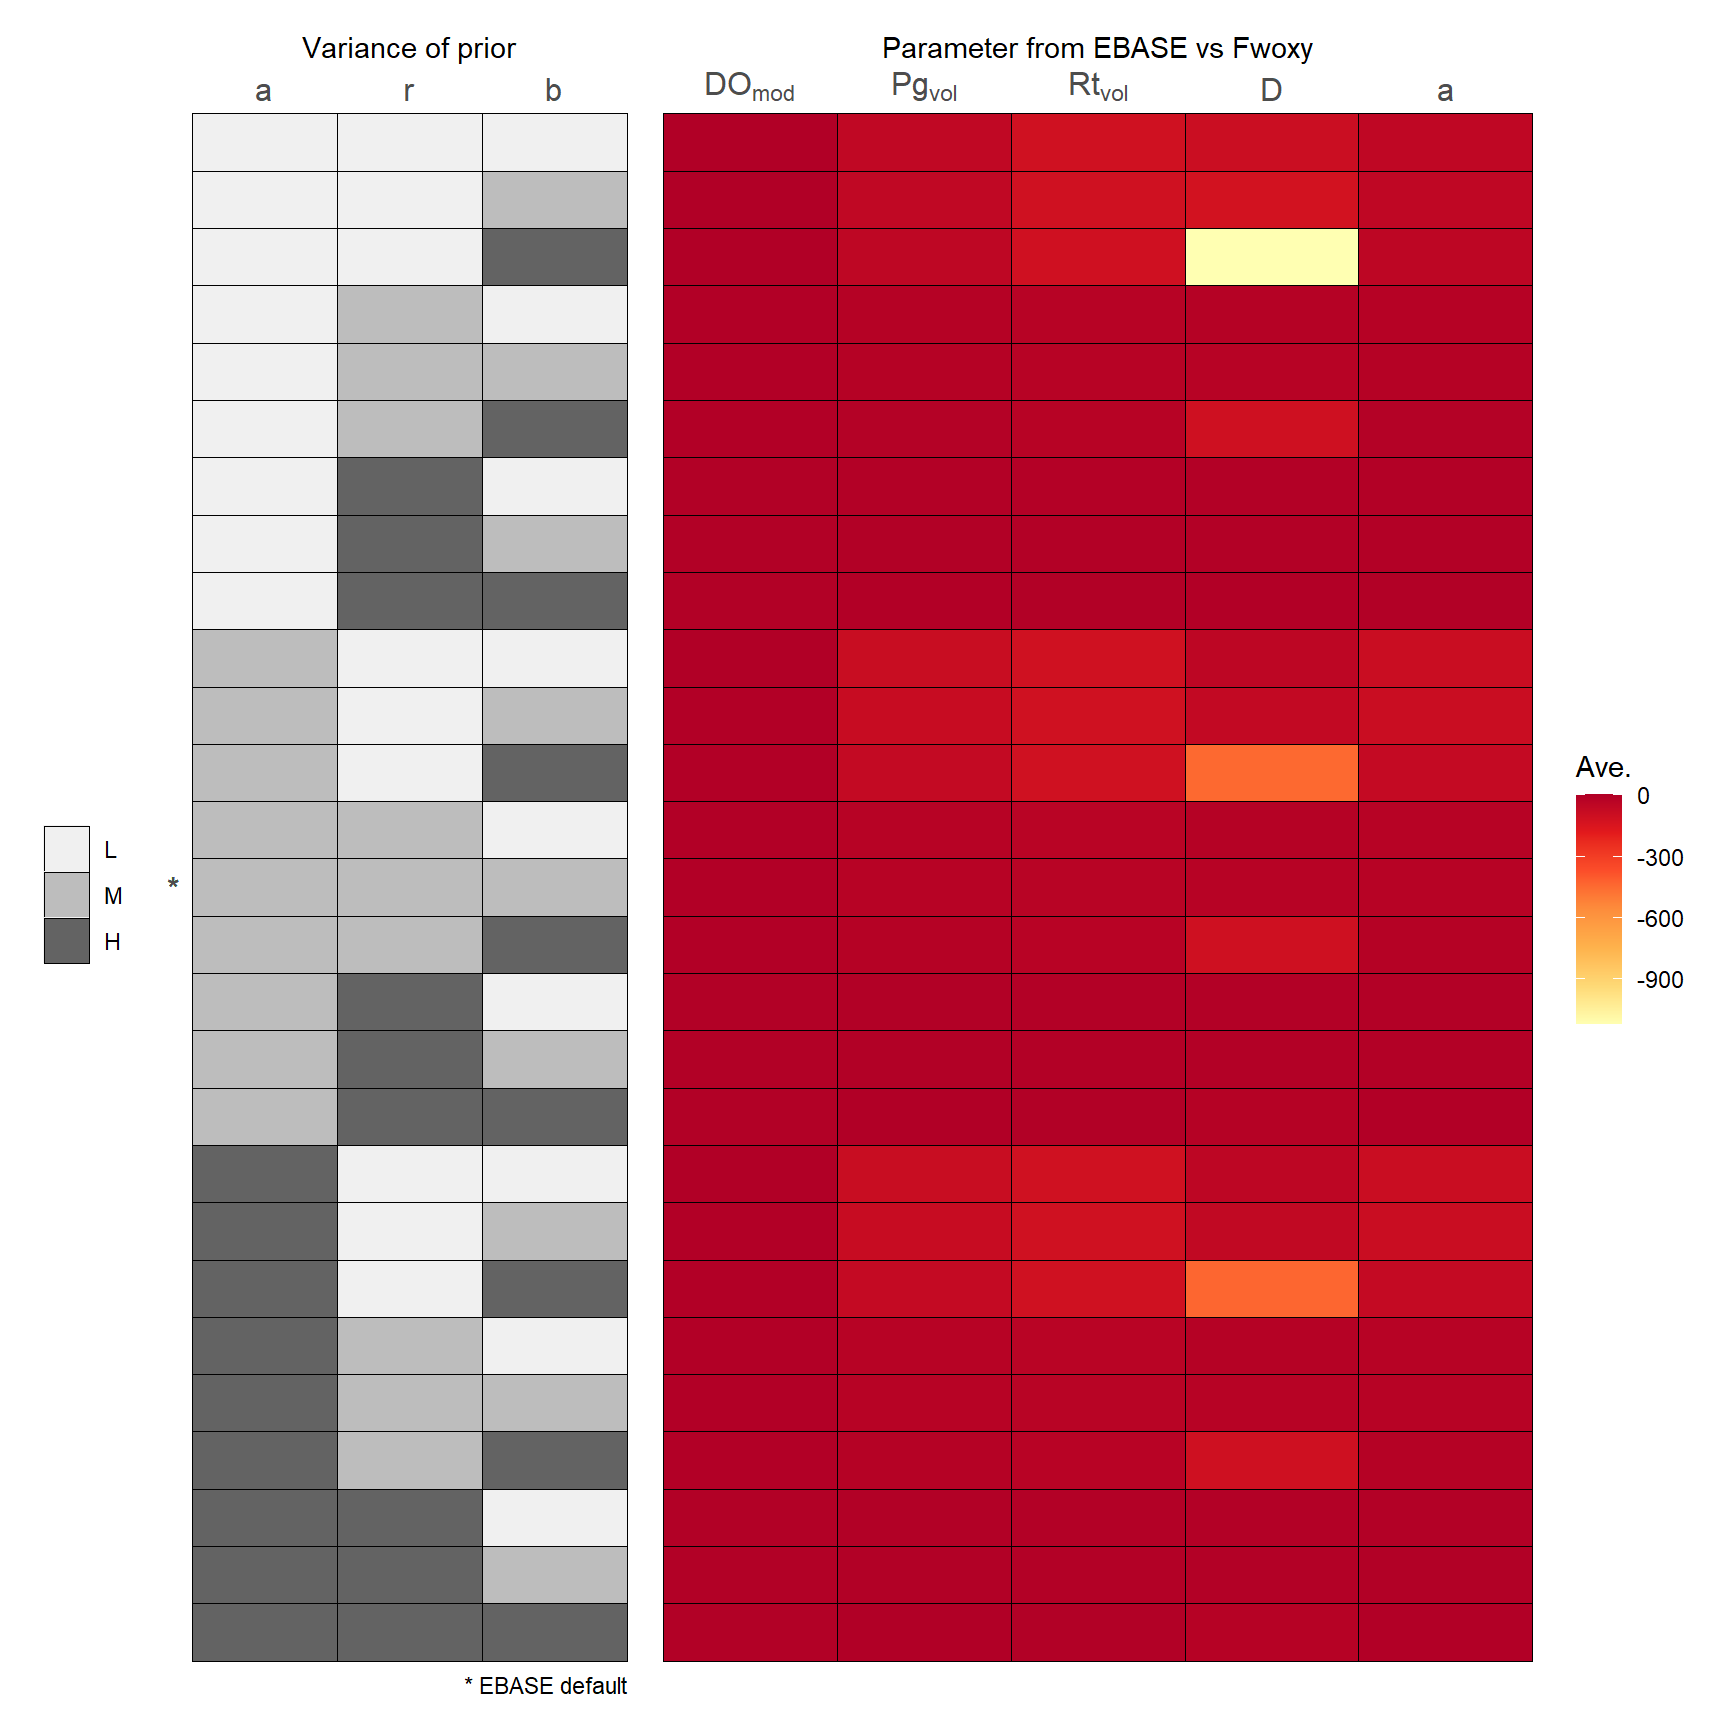 Variance of prior
Parameter from EBASE vs Fwoxy
a r b
DOmod Pgvol Rtvol D a
Ave.
0
-300
-600
-900
L
M
H
*
* EBASE default